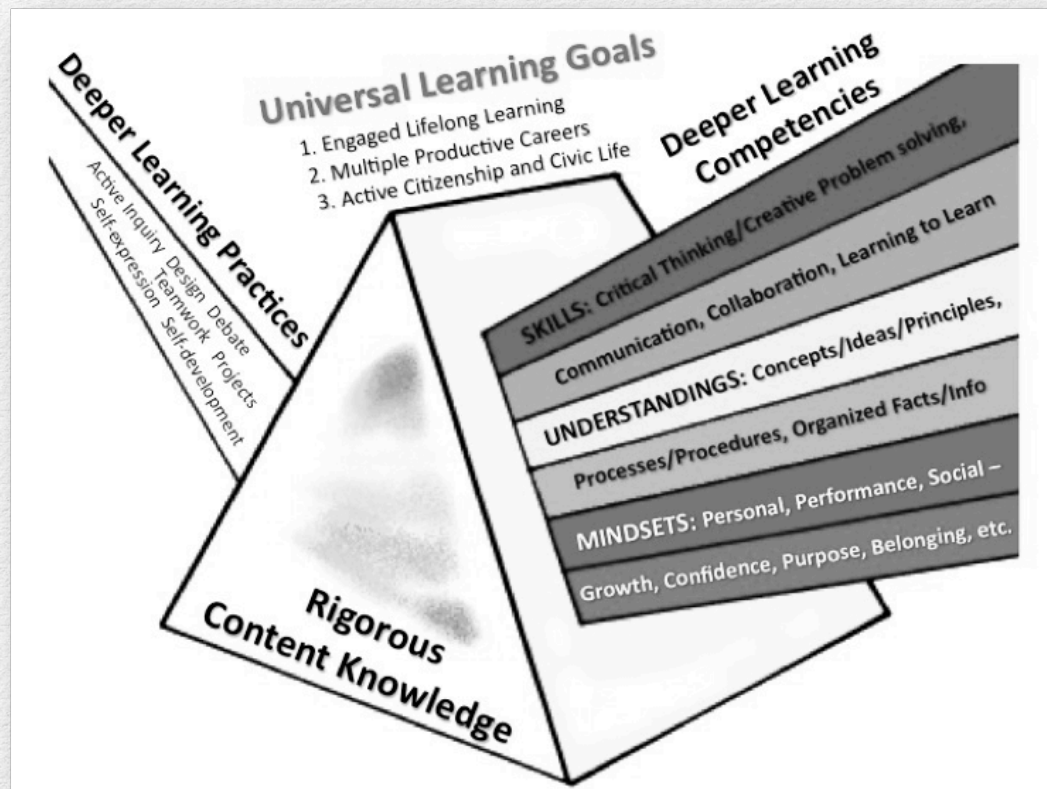 Universal Learning Goals
1. Engaged Lifelong Learning
2. Multiple Productive Careers
3. Active Citizenship and Civic Life
Deeper Learning Practices
Active Inquiry Design Debate
Teamwork Projects
Self-expression Self-development
Rigorous
Content Knowledge
Deeper Learning
Competencies
SKILLS: Critical Thinking/Creative Problem solving,
Communication, Collaboration, Learning to Learn
UNDERSTANDINGS: Concepts/Ideas/Principles,
Processes/Procedures, Organized Facts/Info
MINDSETS: Personal, Performance, Social –
Growth, Confidence, Purpose, Belonging, etc.